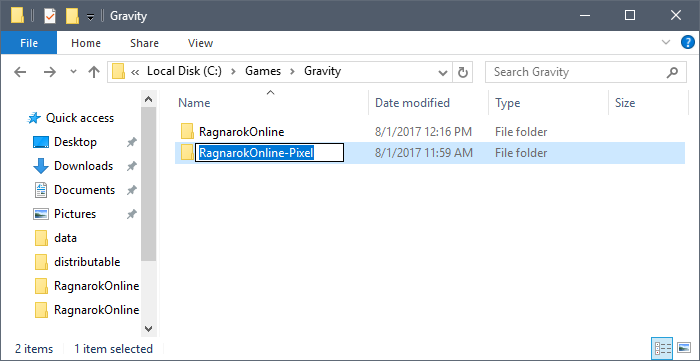 Gravity
File Home Share View
Local Disk (C:) Games Gravity Search Gravity
Name Date modified Type Size
Quick access
Desktop
Downloads
Documents
Pictures
data
distributable
RagnarokOnline
RagnarokOnline
RagnarokOnline 8/1/2017 12:16 PM File folder
RagnarokOnline-Pixel 8/1/2017 11:59 AM File folder
2 items 1 item selected